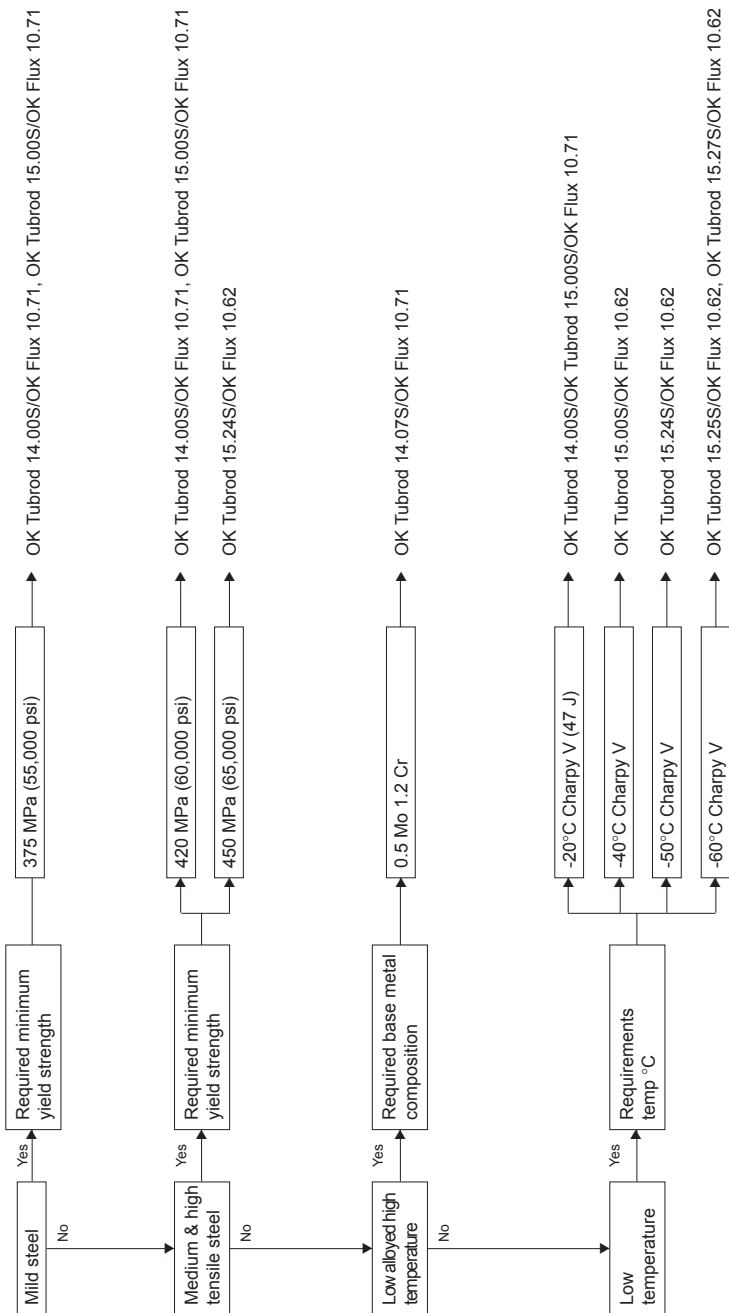 Mild steel
Yes
Required minimum
yield strength
375 MPa (55,000 psi)
OK Tubrod 14.00S/OK Flux 10.71, OK Tubrod 15.00S/OK Flux 10.71
No
Medium & high
tensile steel
Yes
Required minimum
yield strength
420 MPa (60,000 psi)
OK Tubrod 14.00S/OK Flux 10.71, OK Tubrod 15.00S/OK Flux 10.71
450 MPa (65,000 psi)
OK Tubrod 15.24S/OK Flux 10.62
No
Low alloyed high
temperature
Yes
Required base metal
composition
0.5 Mo 1.2 Cr
OK Tubrod 14.07S/OK Flux 10.71
No
Low
temperature
Yes
Requirements
temp °C
-20°C Charpy V (47 J)
OK Tubrod 14.00S/OK Tubrod 15.00S/OK Flux 10.71
-40°C Charpy V
OK Tubrod 15.00S/OK Flux 10.62
-50°C Charpy V
OK Tubrod 15.24S/OK Flux 10.62
-60°C Charpy V
OK Tubrod 15.25S/OK Flux 10.62, OK Tubrod 15.27S/OK Flux 10.62